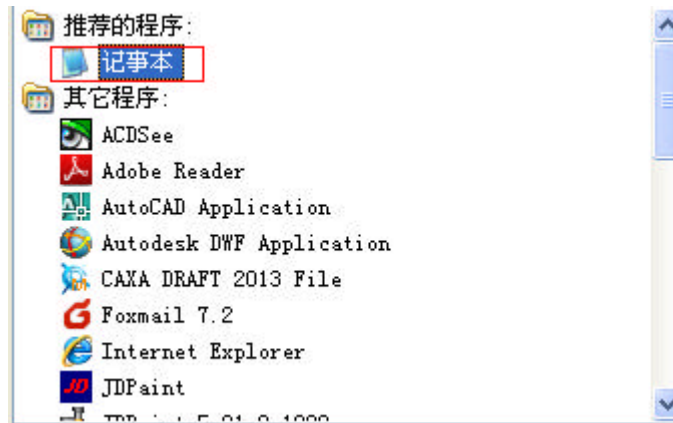 推荐的程序:
记事本
其它程序:
ACDSee
Adobe Reader
AutoCAD Application
Autodesk DWF Application
CAXA DRAFT 2013 File
Foxmail 7.2
Internet Explorer
JDPaint